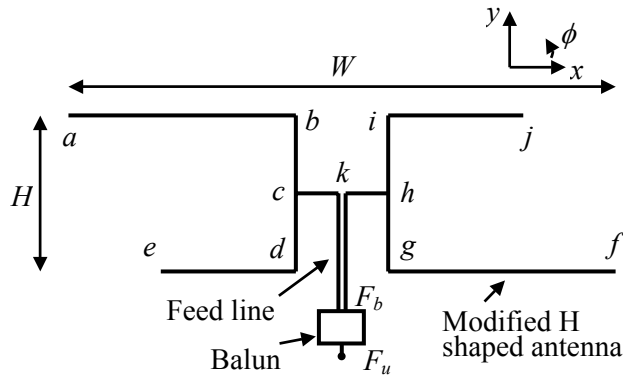 y
ϕ
x
W
a
b
i
j
H
c
k
h
e
d
g
f
Feed line
F_b
Balun
F_u
Modified H
shaped antenna